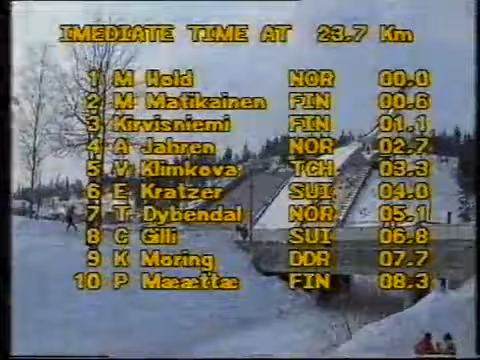 IMEDIATE TIME AT 23.7 Km
1 M Wold NOR 00.0
2 M Matikainen FIN 00.6
3 Kirvisniemi FIN 01.1
4 A Jahren NOR 02.7
5 V Klimkova TCH 03.3
6 E Kratzer SUI 04.0
7 T Dybendal NOR 05.1
8 C Gilli SUI 06.8
9 K Moring DDR 07.7
10 P Mæættæ FIN 08.3